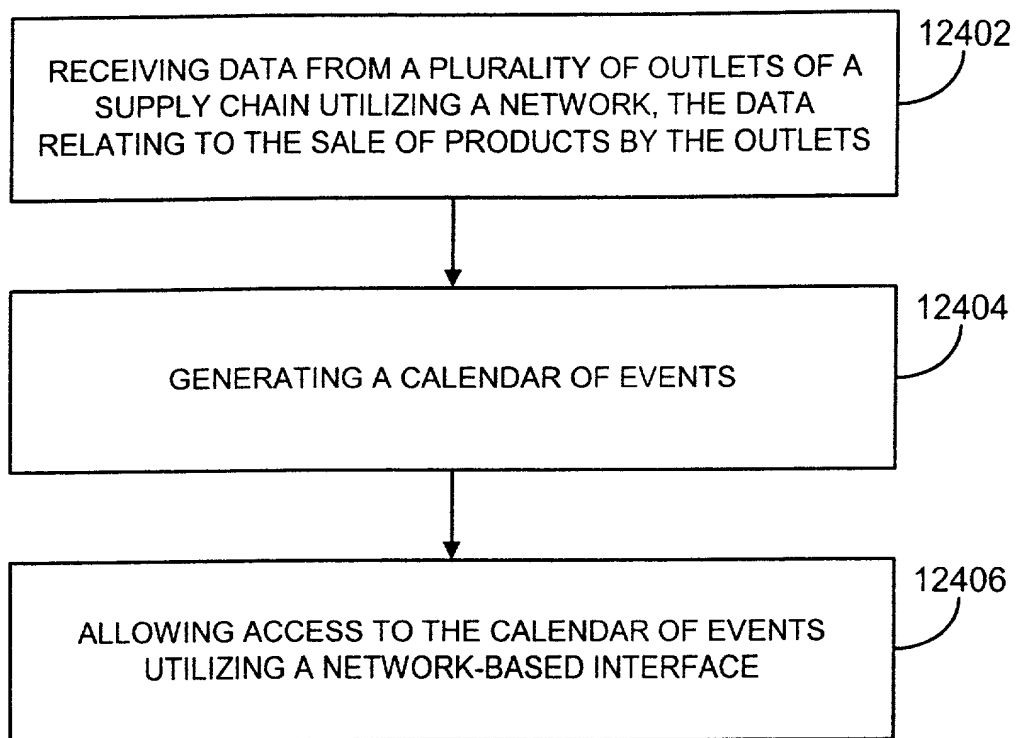 12402
RECEIVING DATA FROM A PLURALITY OF OUTLETS OF A
SUPPLY CHAIN UTILIZING A NETWORK, THE DATA
RELATING TO THE SALE OF PRODUCTS BY THE OUTLETS
12404
GENERATING A CALENDAR OF EVENTS
12406
ALLOWING ACCESS TO THE CALENDAR OF EVENTS
UTILIZING A NETWORK-BASED INTERFACE